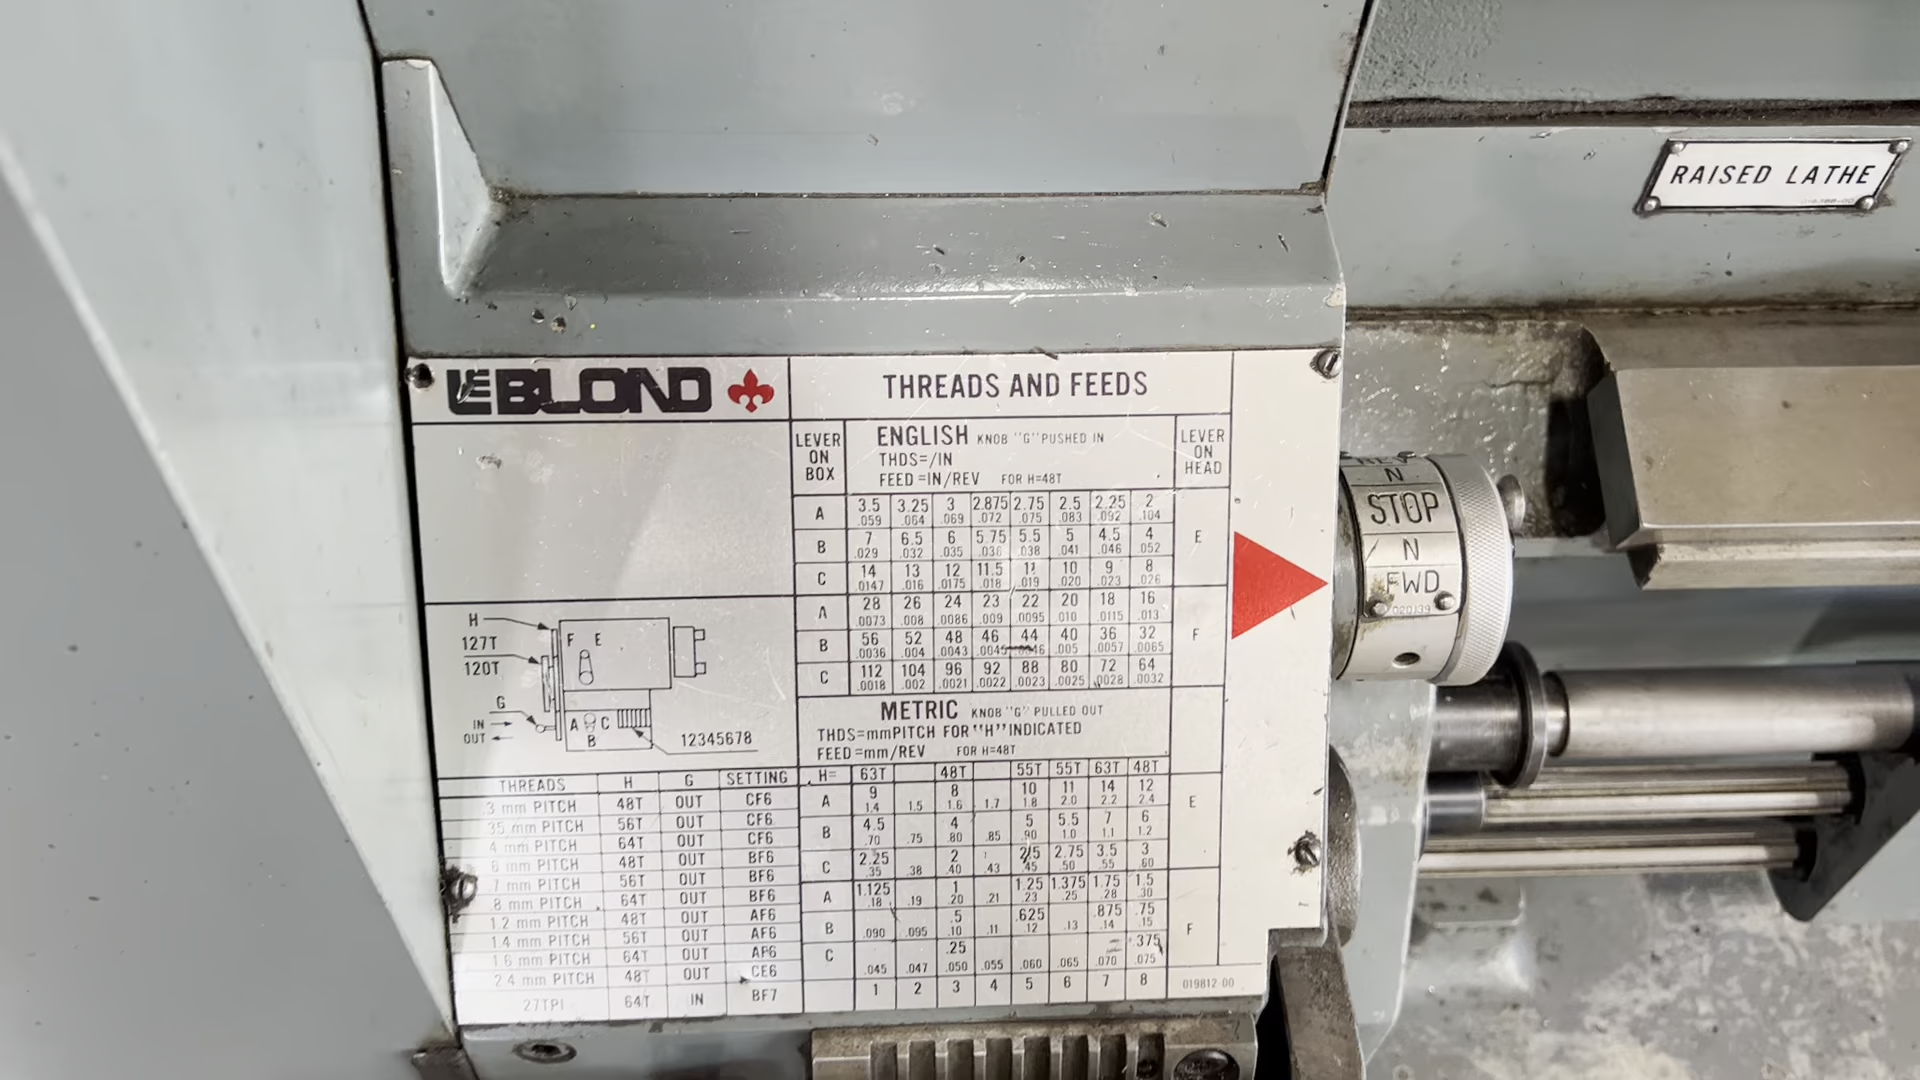 RAISED LATHE
LEBLOND
THREADS AND FEEDS
LEVER ON BOX
ENGLISH KNOB "G" PUSHED IN
THDS=/IN
FEED=IN/REV FOR H=48T
LEVER ON HEAD
A 3.5 3.25 3 2.875 2.75 2.5 2.25 2
.059 .064 .069 .072 .075 .083 .092 .104
B 7 6.5 6 5.75 5.5 5 4.5 4 E
.029 .032 .035 .036 .038 .041 .046 .052
C 14 13 12 11.5 11 10 9 8
.0147 .016 .0175 .018 .019 .020 .023 .026
A 28 26 24 23 22 20 18 16
.0073 .008 .0086 .009 .0095 .010 .0115 .013
B 56 52 48 46 44 40 36 32 F
.0036 .004 .0043 .0045 .0046 .005 .0057 .0065
C 112 104 96 92 88 80 72 64
.0018 .002 .0021 .0022 .0023 .0025 .0028 .0032
METRIC KNOB "G" PULLED OUT
THDS=mmPITCH FOR "H" INDICATED
FEED=mm/REV FOR H=48T
H= 63T 48T 55T 55T 63T 48T
A 9 8 10 11 14 12 E
1.4 1.5 1.6 1.7 1.8 2.0 2.2 2.4
B 4.5 4 5 5.5 7 6
.70 .75 80 .85 .90 1.0 1.1 1.2
C 2.25 2 2.5 2.75 3.5 3
.35 .38 .40 .43 .45 .50 .55 .60
A 1.125 1 1.25 1.375 1.75 1.5
.18 .19 .20 .21 .23 .25 .28 .30
B .5 .625 .875 .75 F
.090 .095 .10 .11 .12 .13 .14 .15
C .25 .375
.045 .047 .050 .055 .060 .065 .070 .075
1 2 3 4 5 6 7 8
019812-00
H
127T
120T
G
IN
OUT
F E
A C
B
12345678
THREADS H G SETTING
.3 mm PITCH 48T OUT CF6
.35 mm PITCH 56T OUT CF6
4 mm PITCH 64T OUT CF6
6 mm PITCH 48T OUT BF6
.7 mm PITCH 56T OUT BF6
.8 mm PITCH 64T OUT BF6
1.2 mm PITCH 48T OUT AF6
1.4 mm PITCH 56T OUT AF6
1.6 mm PITCH 64T OUT AF6
2.4 mm PITCH 48T OUT CE6
27TPI 64T IN BF7
REV
N
STOP
N
FWD
020139